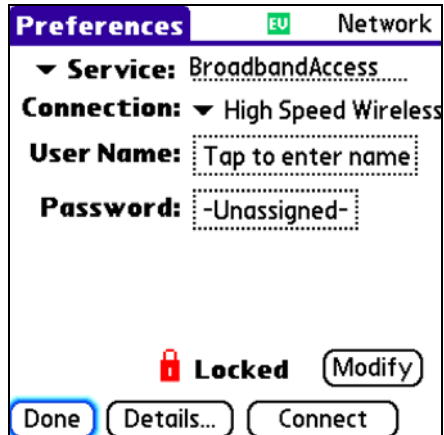 Preferences EV Network
Service: BroadbandAccess
Connection: High Speed Wireless
User Name: Tap to enter name
Password: -Unassigned-
Locked Modify
Done Details... Connect